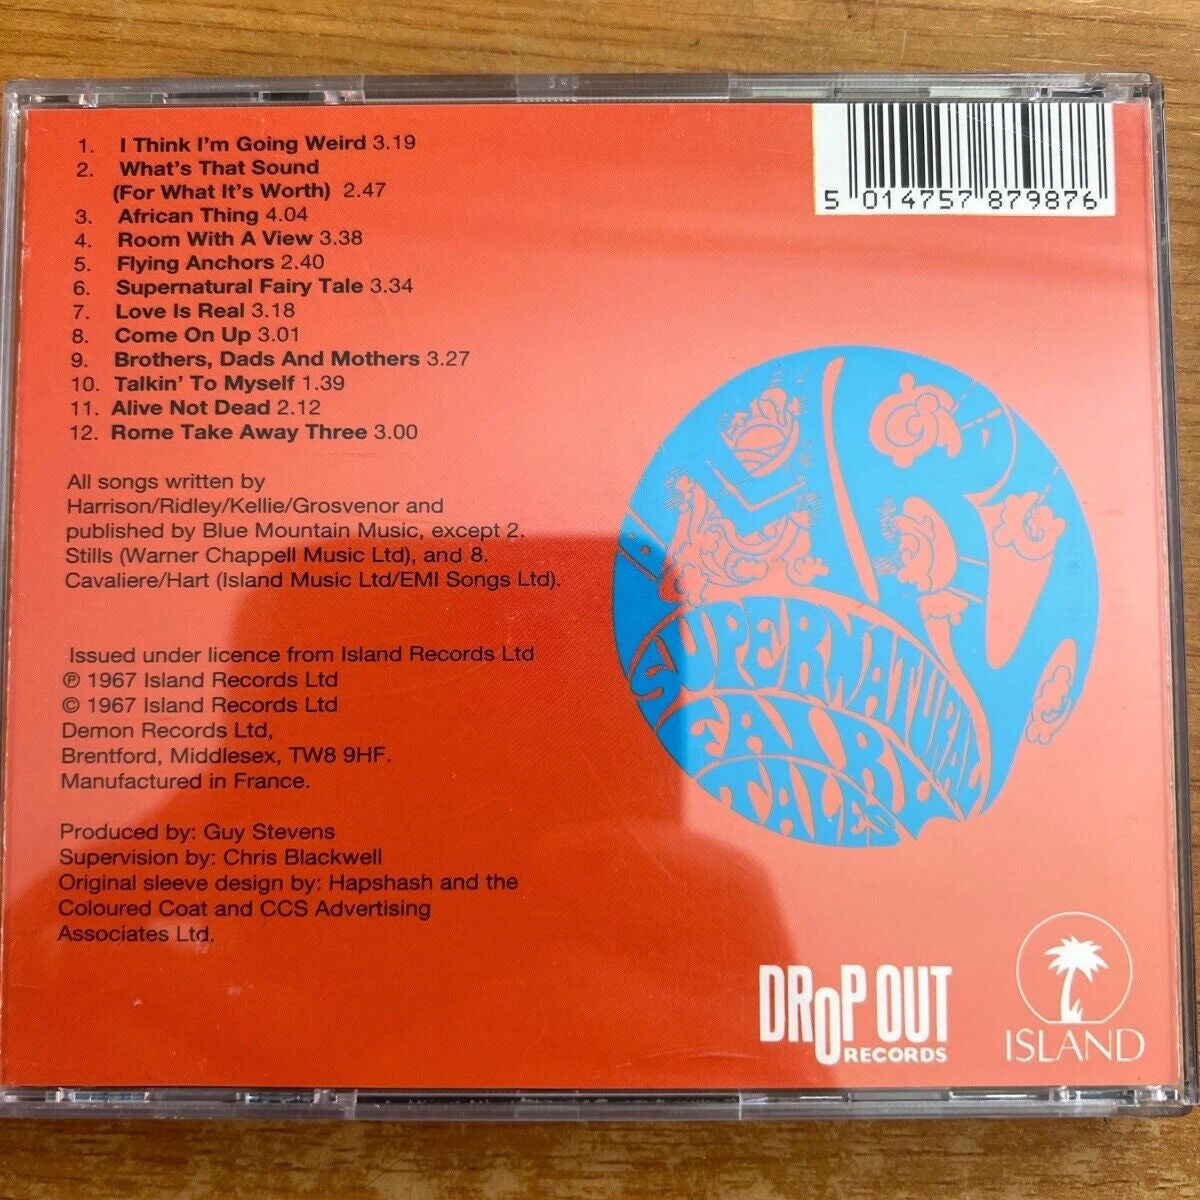 1. I Think I'm Going Weird 3.19
2. What's That Sound
(For What It's Worth) 2.47
3. African Thing 4.04
4. Room With A View 3.38
5. Flying Anchors 2.40
6. Supernatural Fairy Tale 3.34
7. Love Is Real 3.18
8. Come On Up 3.01
9. Brothers, Dads And Mothers 3.27
10. Talkin' To Myself 1.39
11. Alive Not Dead 2.12
12. Rome Take Away Three 3.00
5 014757 879876
All songs written by
Harrison/Ridley/Kellie/Grosvenor and
published by Blue Mountain Music, except 2.
Stills (Warner Chappell Music Ltd), and 8.
Cavaliere/Hart (Island Music Ltd/EMI Songs Ltd).
Issued under licence from Island Records Ltd
℗ 1967 Island Records Ltd
© 1967 Island Records Ltd
Demon Records Ltd,
Brentford, Middlesex, TW8 9HF.
Manufactured in France.
Produced by: Guy Stevens
Supervision by: Chris Blackwell
Original sleeve design by: Hapshash and the
Coloured Coat and CCS Advertising
Associates Ltd.
ART
SUPERNATURAL
FAIRY
TALES
DROP OUT
RECORDS
ISLAND